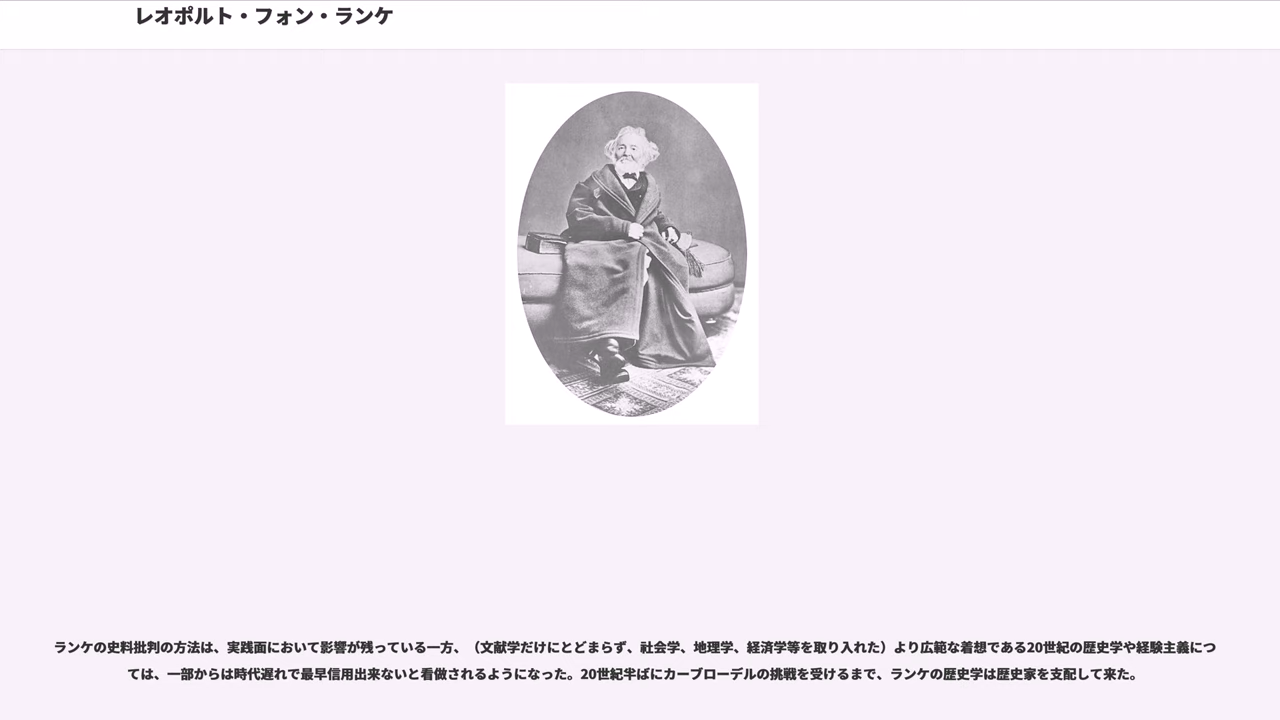 レオポルト・フォン・ランケ
ランケの史料批判の方法は、実践面において影響が残っている一方、（文献学だけにとどまらず、社会学、地理学、経済学等を取り入れた）より広範な着想である20世紀の歴史学や経験主義につ
ては、一部からは時代遅れで最早信用出来ないと看做されるようになった。20世紀半ばにカーブローデルの挑戦を受けるまで、ランケの歴史学は歴史家を支配して来た。